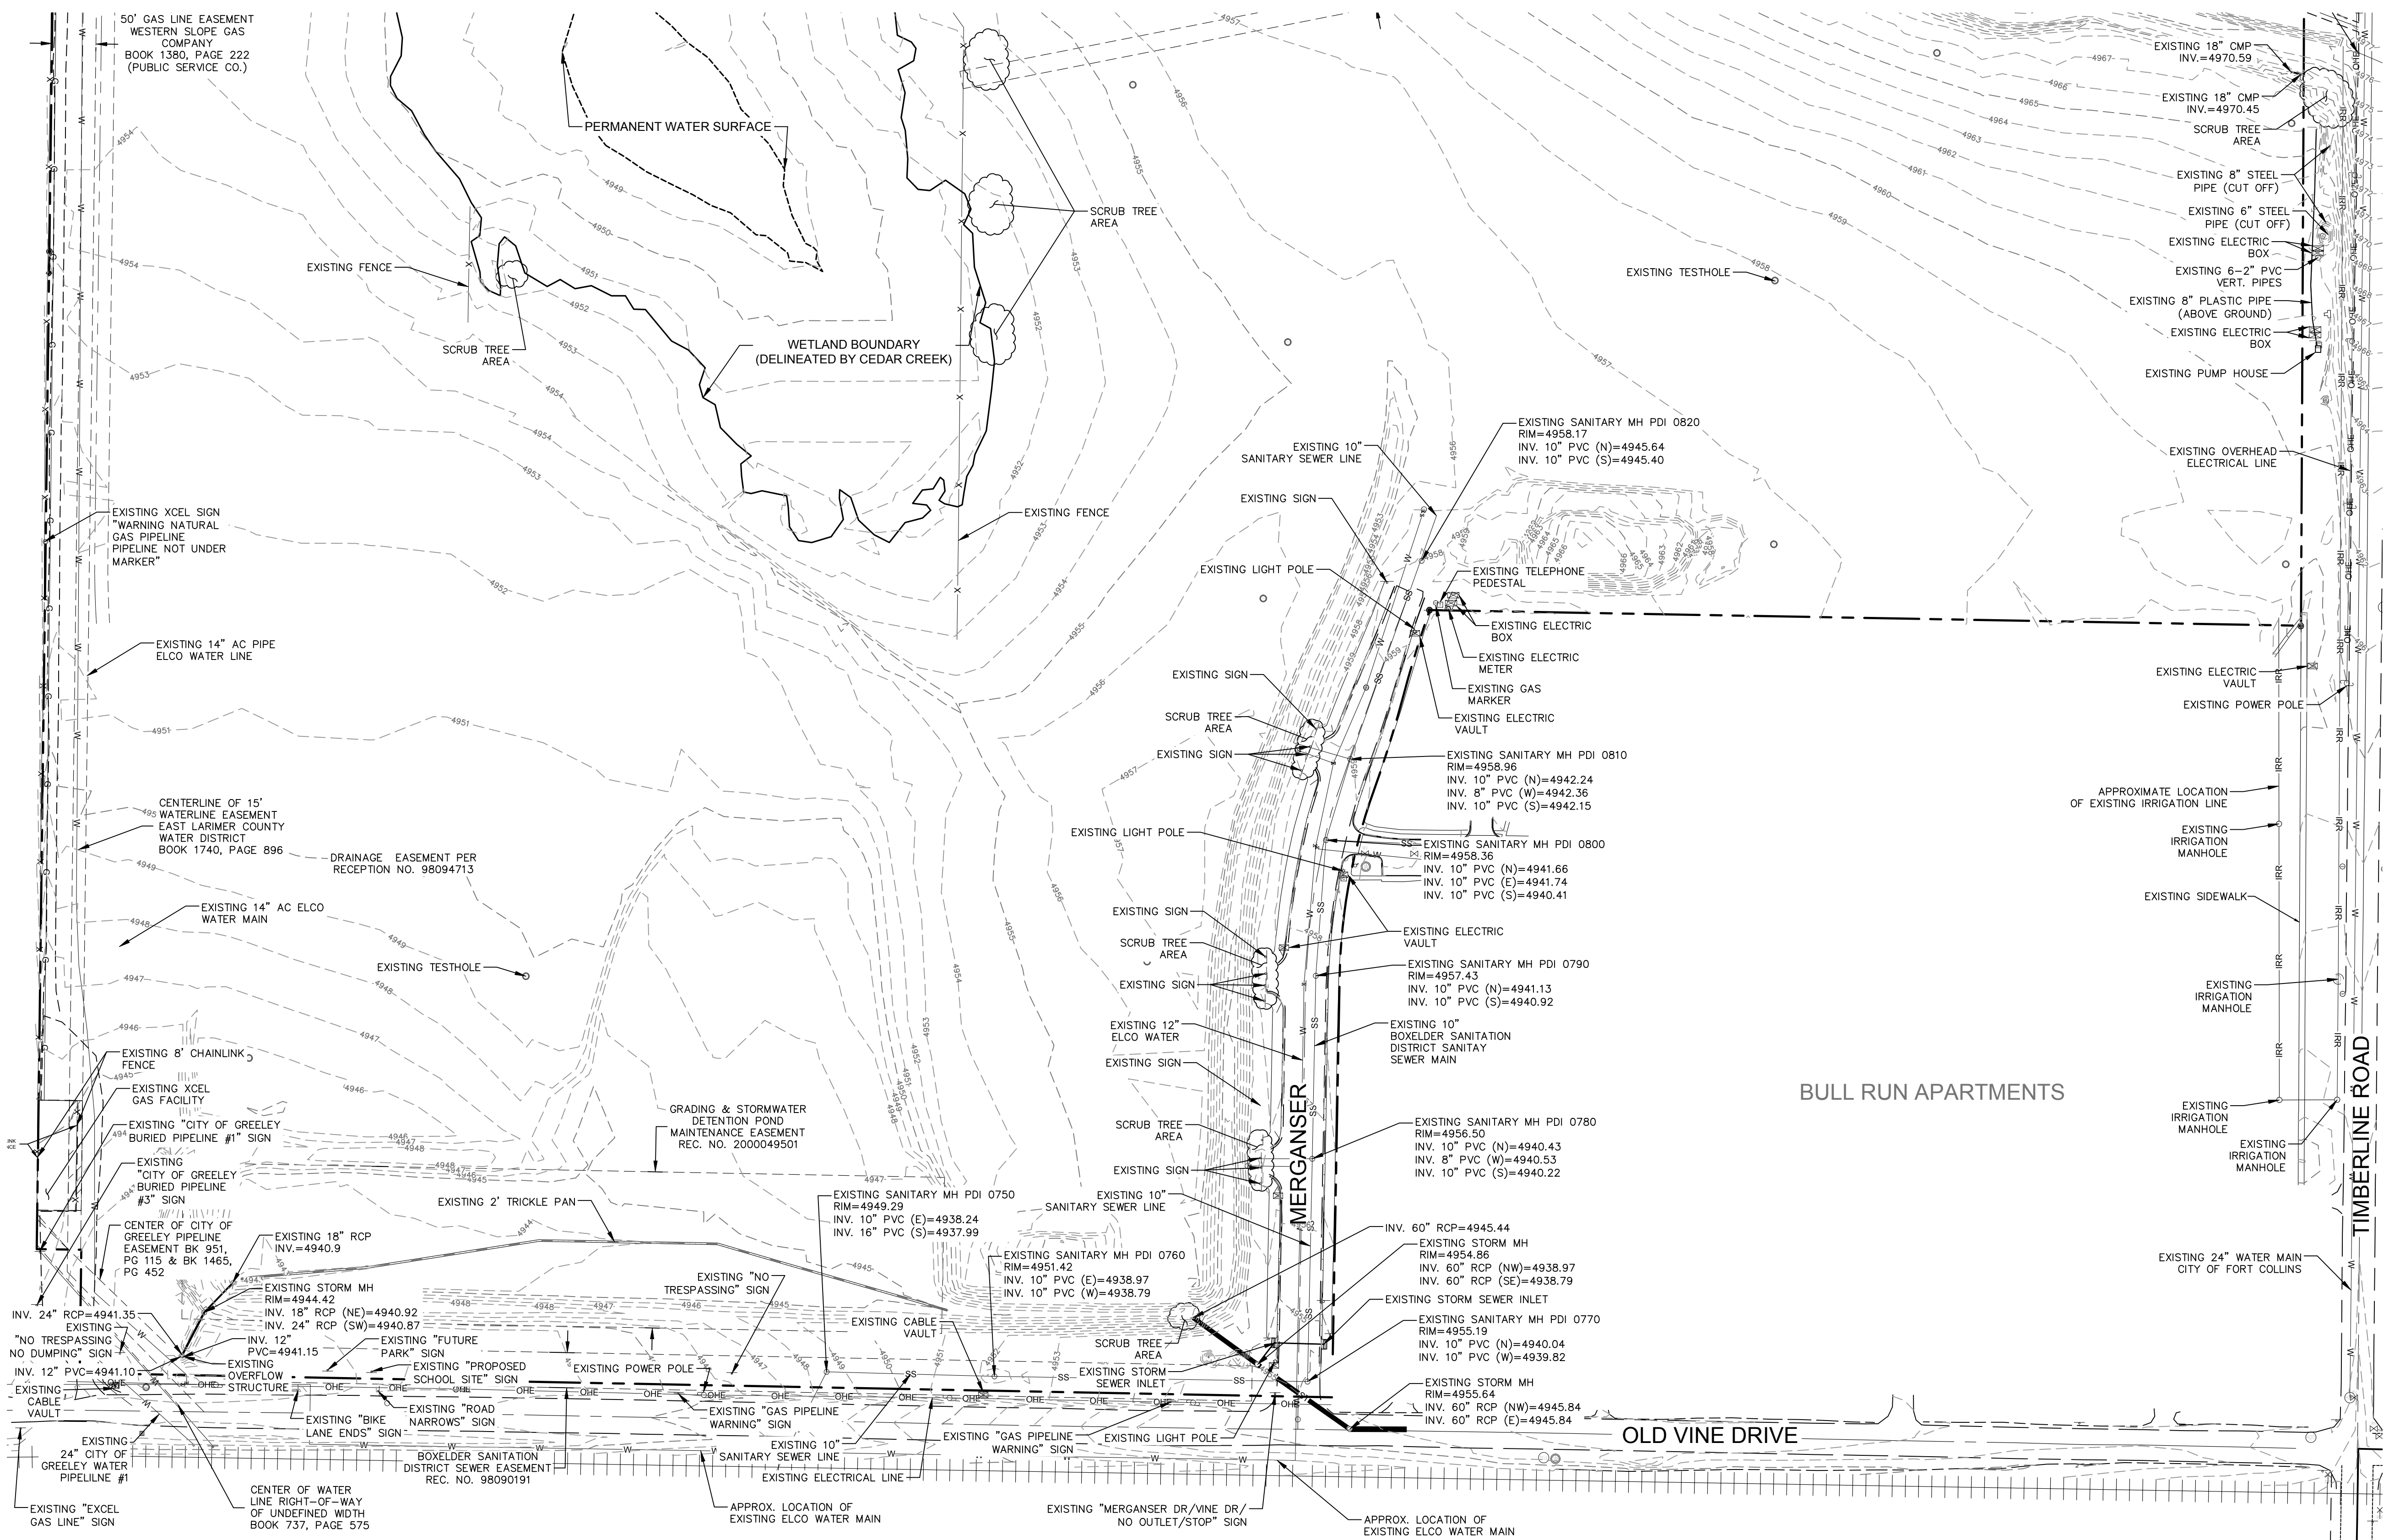 50' GAS LINE EASEMENT
WESTERN SLOPE GAS
COMPANY
BOOK 1380, PAGE 222
(PUBLIC SERVICE CO.)
PERMANENT WATER SURFACE
SCRUB TREE
AREA
EXISTING FENCE
SCRUB TREE
AREA
WETLAND BOUNDARY
(DELINEATED BY CEDAR CREEK)
EXISTING FENCE
EXISTING TESTHOLE
EXISTING 18" CMP
INV.=4970.59
EXISTING 18" CMP
INV.=4970.45
SCRUB TREE
AREA
EXISTING 8" STEEL
PIPE (CUT OFF)
EXISTING 6" STEEL
PIPE (CUT OFF)
EXISTING ELECTRIC
BOX
EXISTING 6-2" PVC
VERT. PIPES
EXISTING 8" PLASTIC PIPE
(ABOVE GROUND)
EXISTING ELECTRIC
BOX
EXISTING PUMP HOUSE
EXISTING OVERHEAD
ELECTRICAL LINE
EXISTING ELECTRIC
VAULT
EXISTING POWER POLE
APPROXIMATE LOCATION
OF EXISTING IRRIGATION LINE
EXISTING
IRRIGATION
MANHOLE
EXISTING SIDEWALK
EXISTING
IRRIGATION
MANHOLE
EXISTING
IRRIGATION
MANHOLE
EXISTING
IRRIGATION
MANHOLE
EXISTING 24" WATER MAIN
CITY OF FORT COLLINS
TIMBERLINE ROAD
BULL RUN APARTMENTS
EXISTING 10"
SANITARY SEWER LINE
EXISTING SANITARY MH PDI 0820
RIM=4958.17
INV. 10" PVC (N)=4945.64
INV. 10" PVC (S)=4945.40
EXISTING SIGN
EXISTING LIGHT POLE
EXISTING TELEPHONE
PEDESTAL
EXISTING ELECTRIC
BOX
EXISTING ELECTRIC
METER
EXISTING GAS
MARKER
EXISTING ELECTRIC
VAULT
EXISTING SIGN
SCRUB TREE
AREA
EXISTING SIGN
EXISTING SANITARY MH PDI 0810
RIM=4958.96
INV. 10" PVC (N)=4942.24
INV. 8" PVC (W)=4942.36
INV. 10" PVC (S)=4942.15
EXISTING LIGHT POLE
EXISTING SANITARY MH PDI 0800
RIM=4958.36
INV. 10" PVC (N)=4941.66
INV. 10" PVC (E)=4941.74
INV. 10" PVC (S)=4940.41
EXISTING SIGN
EXISTING ELECTRIC
VAULT
SCRUB TREE
AREA
EXISTING SIGN
EXISTING SANITARY MH PDI 0790
RIM=4957.43
INV. 10" PVC (N)=4941.13
INV. 10" PVC (S)=4940.92
EXISTING 12"
ELCO WATER
EXISTING 10"
BOXELDER SANITATION
DISTRICT SANITAY
SEWER MAIN
EXISTING SIGN
SCRUB TREE
AREA
EXISTING SIGN
EXISTING SANITARY MH PDI 0780
RIM=4956.50
INV. 10" PVC (N)=4940.43
INV. 8" PVC (W)=4940.53
INV. 10" PVC (S)=4940.22
EXISTING 10"
SANITARY SEWER LINE
MERGANSER
INV. 60" RCP=4945.44
EXISTING STORM MH
RIM=4954.86
INV. 60" RCP (NW)=4938.97
INV. 60" RCP (SE)=4938.79
EXISTING STORM SEWER INLET
EXISTING SANITARY MH PDI 0770
RIM=4955.19
INV. 10" PVC (N)=4940.04
INV. 10" PVC (W)=4939.82
EXISTING STORM MH
RIM=4955.64
INV. 60" RCP (NW)=4945.84
INV. 60" RCP (E)=4945.84
OLD VINE DRIVE
EXISTING XCEL SIGN
"WARNING NATURAL
GAS PIPELINE
PIPELINE NOT UNDER
MARKER"
EXISTING 14" AC PIPE
ELCO WATER LINE
CENTERLINE OF 15'
WATERLINE EASEMENT
EAST LARIMER COUNTY
WATER DISTRICT
BOOK 1740, PAGE 896
DRAINAGE EASEMENT PER
RECEPTION NO. 98094713
EXISTING 14" AC ELCO
WATER MAIN
EXISTING TESTHOLE
EXISTING 8' CHAINLINK
FENCE
EXISTING XCEL
GAS FACILITY
EXISTING "CITY OF GREELEY
BURIED PIPELINE #1" SIGN
EXISTING
"CITY OF GREELEY
BURIED PIPELINE
#3" SIGN
CENTER OF CITY OF
GREELEY PIPELINE
EASEMENT BK 951,
PG 115 & BK 1465,
PG 452
GRADING & STORMWATER
DETENTION POND
MAINTENANCE EASEMENT
REC. NO. 2000049501
EXISTING 2' TRICKLE PAN
EXISTING 18" RCP
INV.=4940.9
EXISTING STORM MH
RIM=4944.42
INV. 18" RCP (NE)=4940.92
INV. 24" RCP (SW)=4940.87
INV. 24" RCP=4941.35
EXISTING
"NO TRESPASSING
NO DUMPING" SIGN
INV. 12"
PVC=4941.15
INV. 12" PVC=4941.10
EXISTING
CABLE
VAULT
EXISTING
OVERFLOW
STRUCTURE
EXISTING "FUTURE
PARK" SIGN
EXISTING "PROPOSED
SCHOOL SITE" SIGN
EXISTING "ROAD
NARROWS" SIGN
EXISTING "BIKE
LANE ENDS" SIGN
EXISTING
24" CITY OF
GREELEY WATER
PIPELILNE #1
EXISTING "EXCEL
GAS LINE" SIGN
CENTER OF WATER
LINE RIGHT-OF-WAY
OF UNDEFINED WIDTH
BOOK 737, PAGE 575
BOXELDER SANITATION
DISTRICT SEWER EASEMENT
REC. NO. 98090191
EXISTING SANITARY MH PDI 0750
RIM=4949.29
INV. 10" PVC (E)=4938.24
INV. 16" PVC (S)=4937.99
EXISTING "NO
TRESPASSING" SIGN
EXISTING SANITARY MH PDI 0760
RIM=4951.42
INV. 10" PVC (E)=4938.97
INV. 10" PVC (W)=4938.79
EXISTING CABLE
VAULT
EXISTING POWER POLE
EXISTING "GAS PIPELINE
WARNING" SIGN
EXISTING 10"
SANITARY SEWER LINE
EXISTING ELECTRICAL LINE
APPROX. LOCATION OF
EXISTING ELCO WATER MAIN
SCRUB TREE
AREA
EXISTING STORM
SEWER INLET
EXISTING "GAS PIPELINE
WARNING" SIGN
EXISTING LIGHT POLE
EXISTING "MERGANSER DR/VINE DR/
NO OUTLET/STOP" SIGN
APPROX. LOCATION OF
EXISTING ELCO WATER MAIN